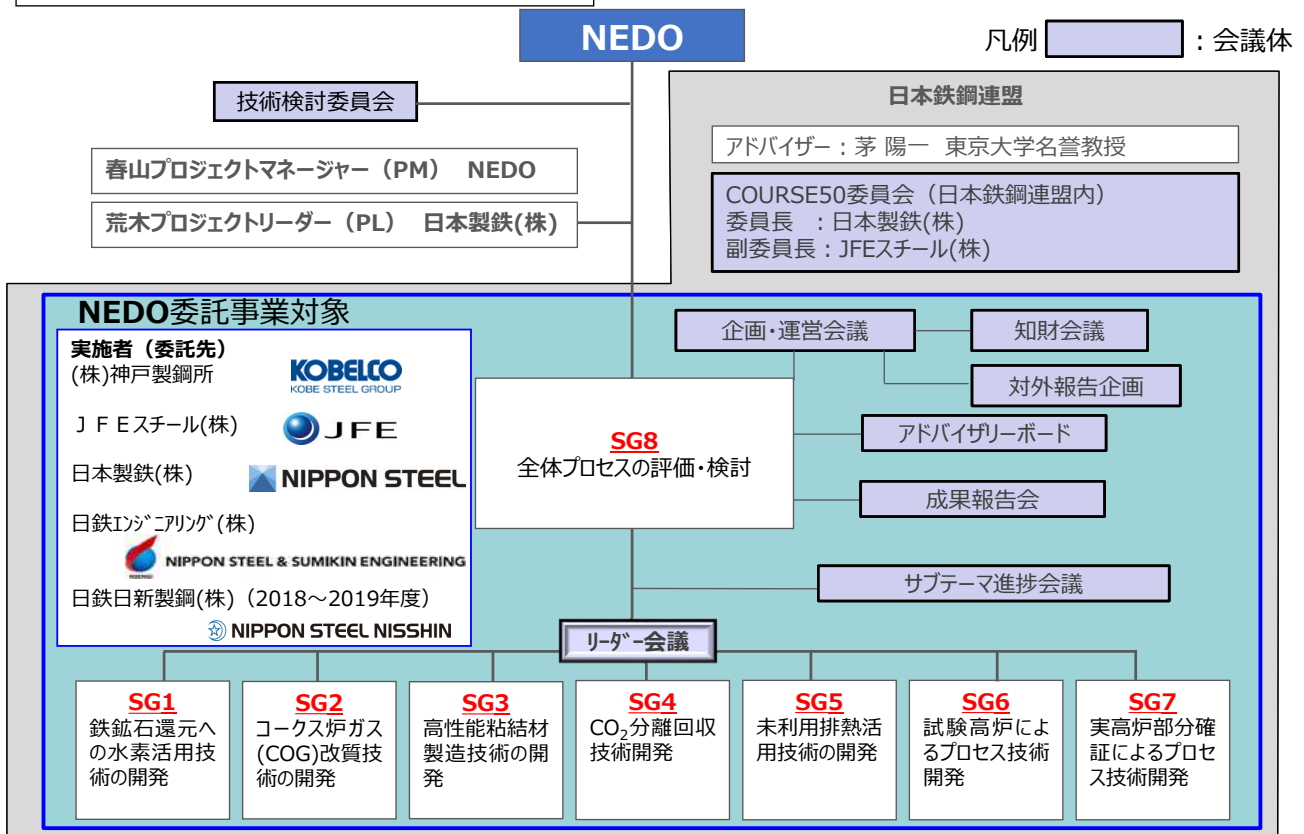 NEDO
凡例
：会議体
技術検討委員会
春山プロジェクトマネージャー（PM） NEDO
荒木プロジェクトリーダー（PL） 日本製鉄(株)
日本鉄鋼連盟
アドバイザー：茅 陽一 東京大学名誉教授
COURSE50委員会（日本鉄鋼連盟内）
委員長 ：日本製鉄(株)
副委員長：JFEスチール(株)
NEDO委託事業対象
実施者（委託先）
(株)神戸製鋼所
KOBELCO
KOBE STEEL GROUP
ＪＦＥスチール(株)
JFE
日本製鉄(株)
NIPPON STEEL
日鉄ｴﾝｼﾞﾆｱﾘﾝｸﾞ(株)
NIPPON STEEL & SUMIKIN ENGINEERING
日鉄日新製鋼(株)（2018～2019年度）
NIPPON STEEL NISSHIN
企画・運営会議
知財会議
対外報告企画
SG8
全体プロセスの評価・検討
アドバイザリーボード
成果報告会
サブテーマ進捗会議
ﾘｰﾀﾞｰ会議
SG1
鉄鉱石還元へ
の水素活用技
術の開発
SG2
コークス炉ガス
(COG)改質技
術の開発
SG3
高性能粘結材
製造技術の開
発
SG4
CO₂分離回収
技術開発
SG5
未利用排熱活
用技術の開発
SG6
試験高炉によ
るプロセス技術
開発
SG7
実高炉部分確
証によるプロセ
ス技術開発